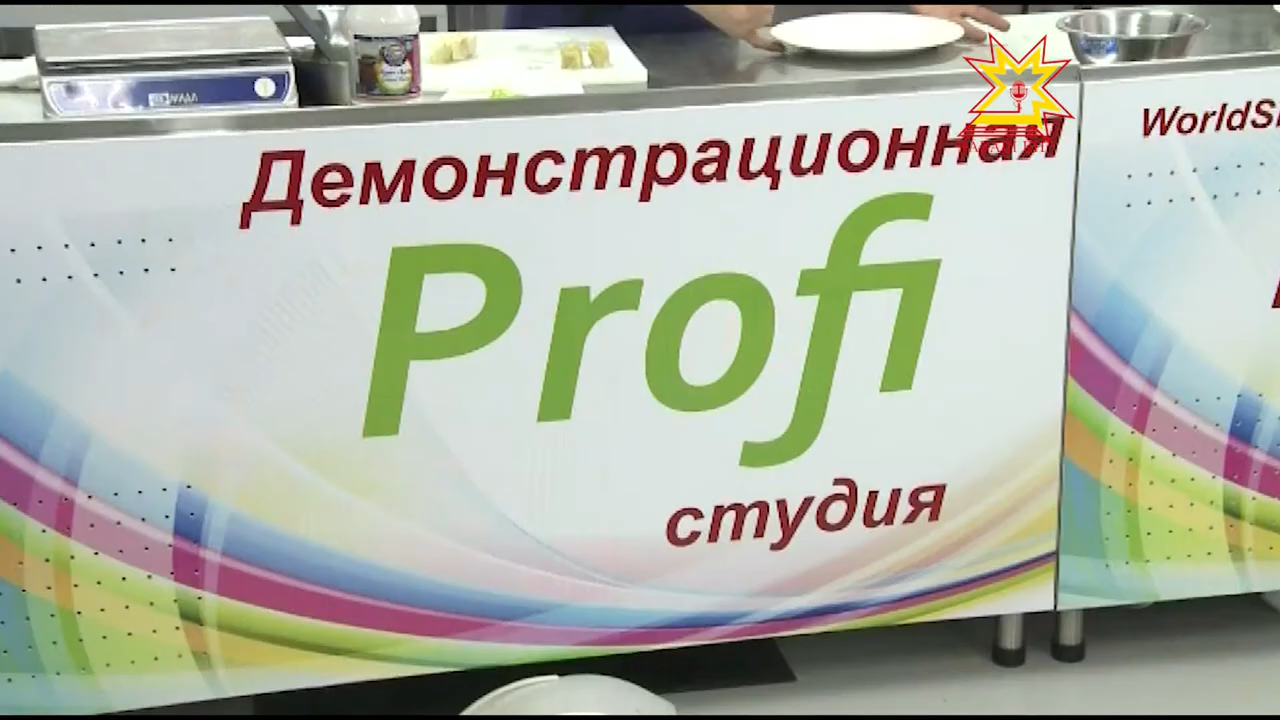 Демонстрационная
Profi
студия
WorldS